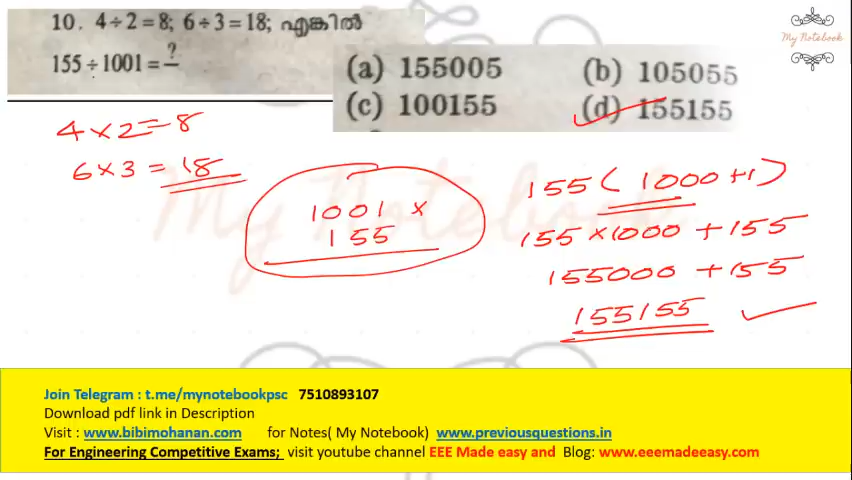 10. 4 ÷ 2 = 8; 6 ÷ 3 = 18; എങ്കിൽ
155 ÷ 1001 = ?
(a) 155005 (b) 105055
(c) 100155 (d) 155155
My Notebook
4 × 2 = 8
6 × 3 = 18
1001 ×
155
155 ( 1000 + 1 )
155 × 1000 + 155
155000 + 155
155155
My Notebook
Join Telegram : t.me/mynotebookpsc 7510893107
Download pdf link in Description
Visit : www.bibimohanan.com for Notes( My Notebook) www.previousquestions.in
For Engineering Competitive Exams; visit youtube channel EEE Made easy and Blog: www.eeemadeeasy.com